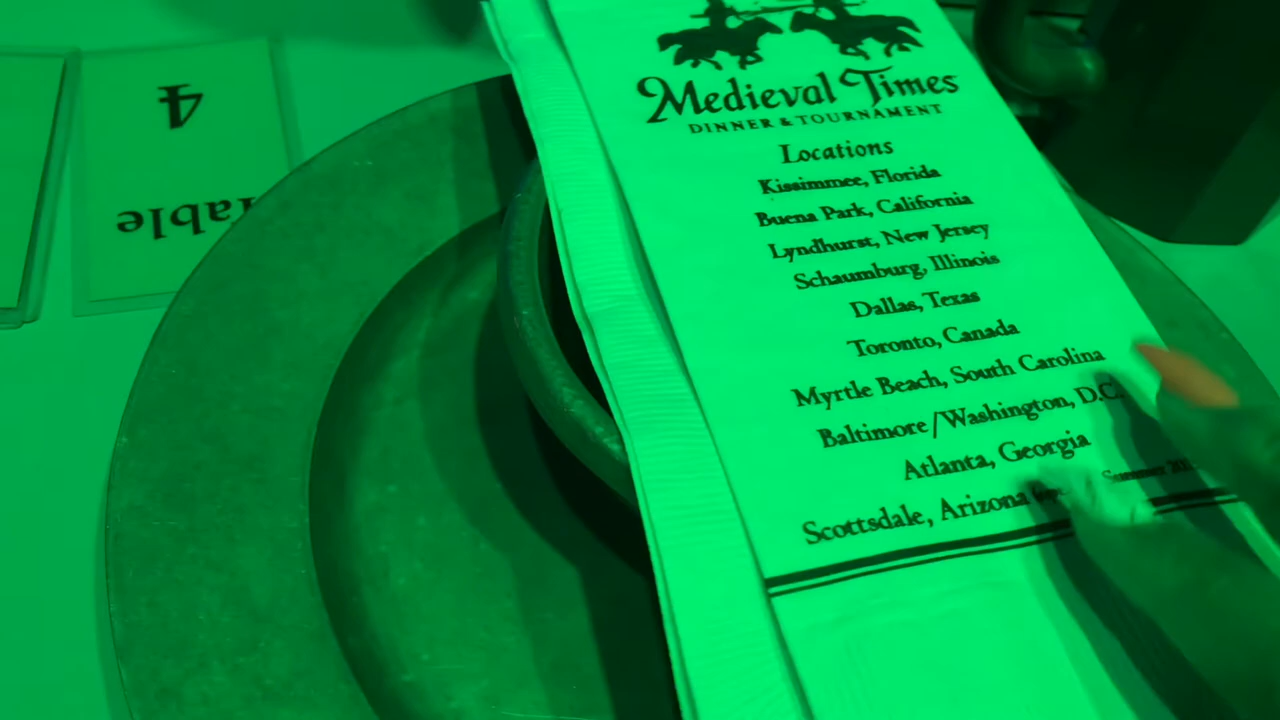 Medieval Times
DINNER & TOURNAMENT
Locations
Kissimmee, Florida
Buena Park, California
Lyndhurst, New Jersey
Schaumburg, Illinois
Dallas, Texas
Toronto, Canada
Myrtle Beach, South Carolina
Baltimore/Washington, D.C.
Atlanta, Georgia
Scottsdale, Arizona
Table
4